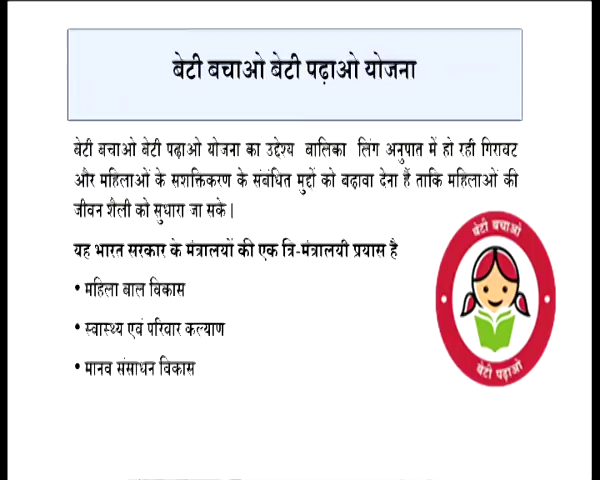 बेटी बचाओ बेटी पढ़ाओ योजना
बेटी बचाओ बेटी पढ़ाओ योजना का उद्देश्य बालिका लिंग अनुपात में हो रही गिरावट
और महिलाओं के सशक्तिकरण के संबंधित मुद्दों को बढ़ावा देना हैं ताकि महिलाओं की
जीवन शैली को सुधारा जा सके।
यह भारत सरकार के मंत्रालयों की एक त्रि-मंत्रालयी प्रयास है
• महिला बाल विकास
• स्वास्थ्य एवं परिवार कल्याण
• मानव संसाधन विकास
बेटी बचाओ
बेटी पढ़ाओ